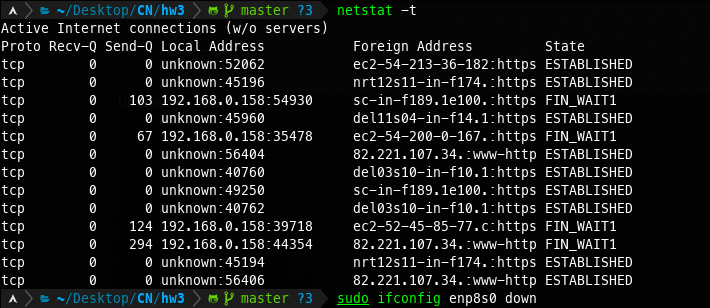 ~/Desktop/CN/hw3 master ?3 netstat -t
Active Internet connections (w/o servers)
Proto Recv-Q Send-Q Local Address Foreign Address State
tcp 0 0 unknown:52062 ec2-54-213-36-182:https ESTABLISHED
tcp 0 0 unknown:45196 nrt12s11-in-f174.:https ESTABLISHED
tcp 0 103 192.168.0.158:54930 sc-in-f189.1e100.:https FIN_WAIT1
tcp 0 0 unknown:45960 del11s04-in-f14.1:https ESTABLISHED
tcp 0 67 192.168.0.158:35478 ec2-54-200-0-167.:https FIN_WAIT1
tcp 0 0 unknown:56404 82.221.107.34.:www-http ESTABLISHED
tcp 0 0 unknown:40760 del03s10-in-f10.1:https ESTABLISHED
tcp 0 0 unknown:49250 sc-in-f189.1e100.:https ESTABLISHED
tcp 0 0 unknown:40762 del03s10-in-f10.1:https ESTABLISHED
tcp 0 124 192.168.0.158:39718 ec2-52-45-85-77.c:https FIN_WAIT1
tcp 0 294 192.168.0.158:44354 82.221.107.34.:www-http FIN_WAIT1
tcp 0 0 unknown:45194 nrt12s11-in-f174.:https ESTABLISHED
tcp 0 0 unknown:56406 82.221.107.34.:www-http ESTABLISHED
~/Desktop/CN/hw3 master ?3 sudo ifconfig enp8s0 down